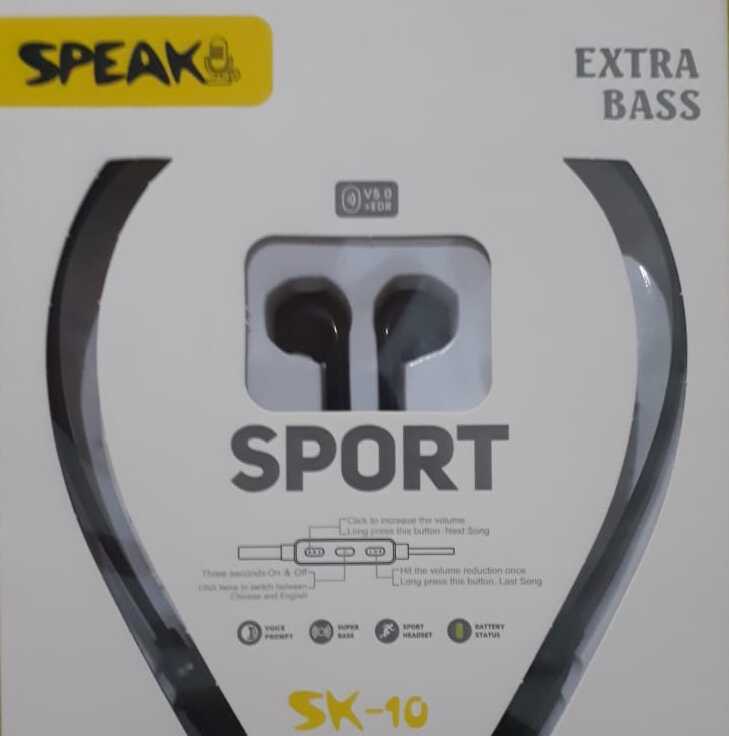 SPEAK
EXTRA
BASS
V5.0
+EDR
SPORT
Click to increase the volume
Long press this button. Next Song
Three seconds:On & Off
Hit the volume reduction once
click twice to switch between
Long press this button. Last Song
Chinese and English
VOICE
PROMPT
SUPER
BASS
SPORT
HEADSET
BATTERY
STATUS
SK-10